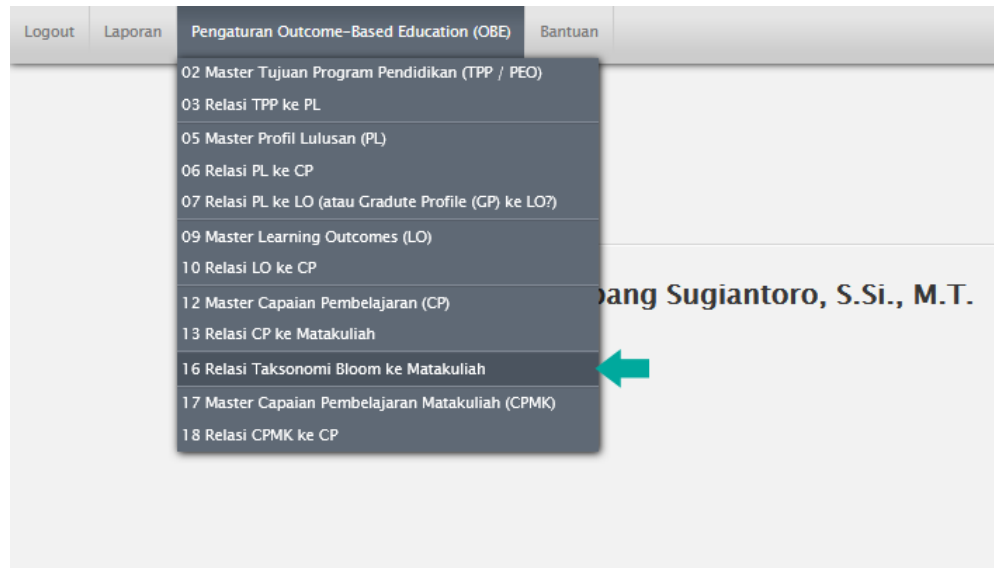 Logout Laporan Pengaturan Outcome-Based Education (OBE) Bantuan
02 Master Tujuan Program Pendidikan (TPP / PEO)
03 Relasi TPP ke PL
05 Master Profil Lulusan (PL)
06 Relasi PL ke CP
07 Relasi PL ke LO (atau Gradute Profile (GP) ke LO?)
09 Master Learning Outcomes (LO)
10 Relasi LO ke CP
12 Master Capaian Pembelajaran (CP)
Sugiantoro, S.Si., M.T.
13 Relasi CP ke Matakuliah
16 Relasi Taksonomi Bloom ke Matakuliah
17 Master Capaian Pembelajaran Matakuliah (CPMK)
18 Relasi CPMK ke CP